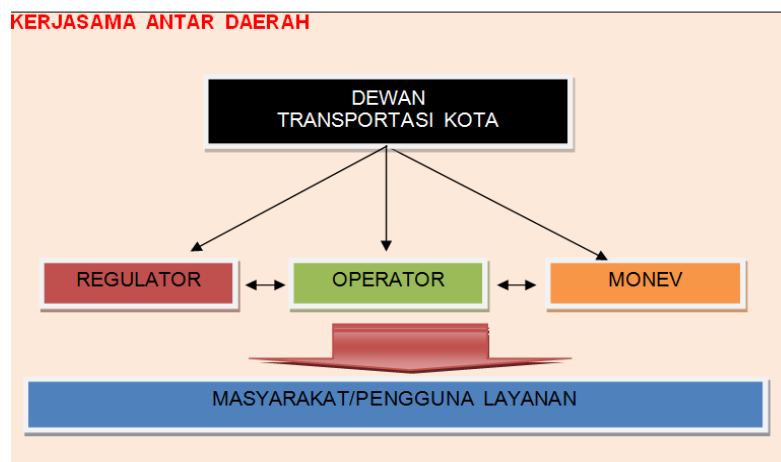 KERJASAMA ANTAR DAERAH
DEWAN
TRANSPORTASI KOTA
REGULATOR
OPERATOR
MONEV
MASYARAKAT/PENGGUNA LAYANAN